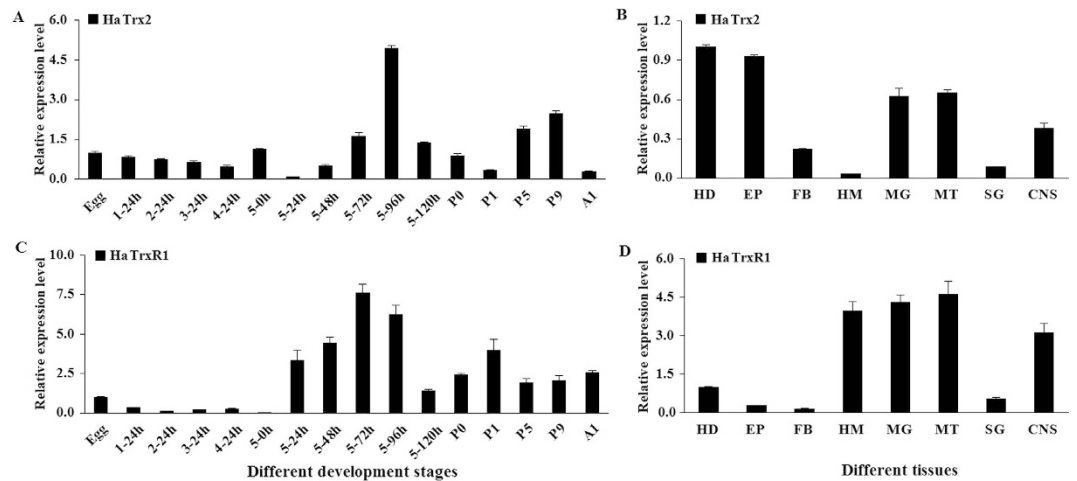 A
HaTrx2
Relative expression level
6.0
4.5
3.0
1.5
0.0
Egg
1-24h
2-24h
3-24h
4-24h
5-0h
5-24h
5-48h
5-72h
5-96h
5-120h
P0
P1
P5
P9
A1
B
HaTrx2
Relative expression level
1.2
0.9
0.6
0.3
0.0
HD
EP
FB
HM
MG
MT
SG
CNS
C
HaTrxR1
Relative expression level
10.0
7.5
5.0
2.5
0.0
Egg
1-24h
2-24h
3-24h
4-24h
5-0h
5-24h
5-48h
5-72h
5-96h
5-120h
P0
P1
P5
P9
A1
Different development stages
D
HaTrxR1
Relative expression level
6.0
4.5
3.0
1.5
0.0
HD
EP
FB
HM
MG
MT
SG
CNS
Different tissues